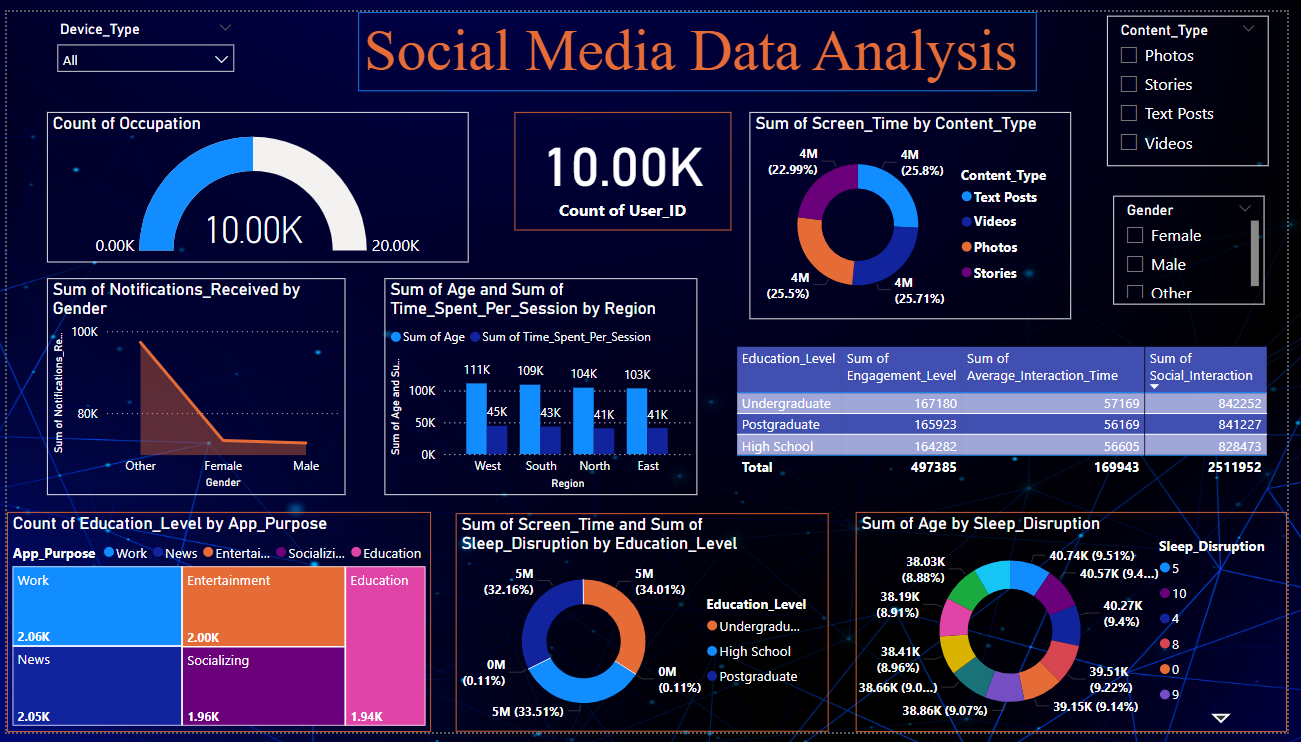 Device_Type
All
Social Media Data Analysis
Content_Type
Photos
Stories
Text Posts
Videos
Count of Occupation
10.00K
0.00K
20.00K
10.00K
Count of User_ID
Sum of Screen_Time by Content_Type
4M
(22.99%)
4M
(25.8%)
4M
(25.5%)
4M
(25.71%)
Content_Type
Text Posts
Videos
Photos
Stories
Gender
Female
Male
Other
Sum of Notifications_Received by
Gender
Sum of Notifications_Re...
100K
80K
Other
Female
Male
Gender
Sum of Age and Sum of
Time_Spent_Per_Session by Region
Sum of Age
Sum of Time_Spent_Per_Session
Sum of Age and Su...
100K
50K
0K
111K
45K
109K
43K
104K
41K
103K
41K
West
South
North
East
Region
Education_Level
Sum of
Engagement_Level
Sum of
Average_Interaction_Time
Sum of
Social_Interaction
Undergraduate 167180 57169 842252
Postgraduate 165923 56169 841227
High School 164282 56605 828473
Total 497385 169943 2511952
Count of Education_Level by App_Purpose
App_Purpose Work News Entertai... Socializi... Education
Work
2.06K
Entertainment
2.00K
Education
1.94K
News
2.05K
Socializing
1.96K
Sum of Screen_Time and Sum of
Sleep_Disruption by Education_Level
5M
(32.16%)
5M
(34.01%)
0M
(0.11%)
0M
(0.11%)
5M (33.51%)
Education_Level
Undergradu...
High School
Postgraduate
Sum of Age by Sleep_Disruption
38.03K
(8.88%)
38.19K
(8.91%)
38.41K
(8.96%)
38.66K (9.0...)
38.86K (9.07%)
40.74K (9.51%)
40.57K (9.4...)
40.27K
(9.4%)
39.51K
(9.22%)
39.15K (9.14%)
Sleep_Disruption
5
10
4
8
0
9